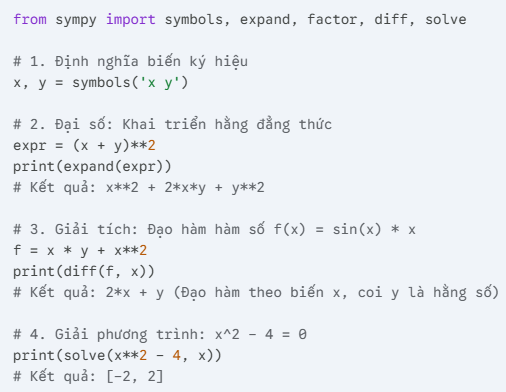 from sympy import symbols, expand, factor, diff, solve
# 1. Định nghĩa biến ký hiệu
x, y = symbols('x y')
# 2. Đại số: Khai triển hằng đẳng thức
expr = (x + y)**2
print(expand(expr))
# Kết quả: x**2 + 2*x*y + y**2
# 3. Giải tích: Đạo hàm hàm số f(x) = sin(x) * x
f = x * y + x**2
print(diff(f, x))
# Kết quả: 2*x + y (Đạo hàm theo biến x, coi y là hằng số)
# 4. Giải phương trình: x^2 - 4 = 0
print(solve(x**2 - 4, x))
# Kết quả: [-2, 2]